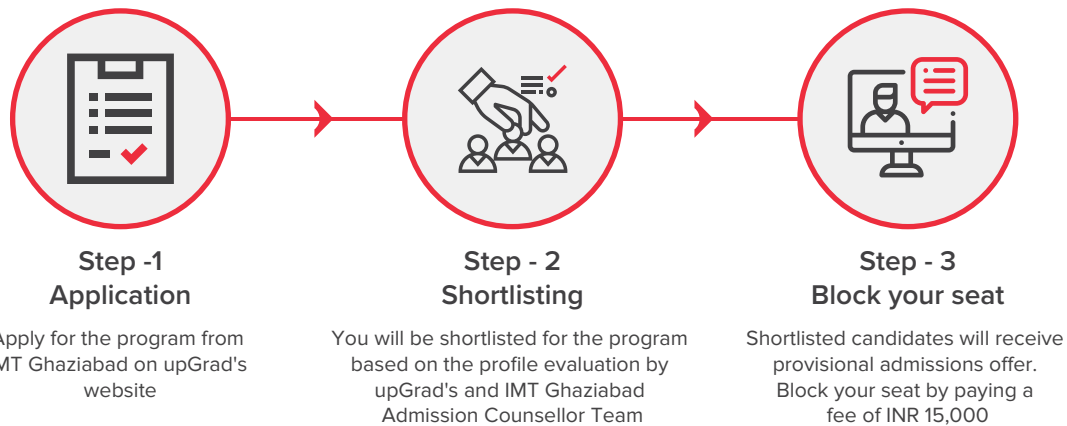 Step -1
Application
Apply for the program from
IMT Ghaziabad on upGrad's
website
Step - 2
Shortlisting
You will be shortlisted for the program
based on the profile evaluation by
upGrad's and IMT Ghaziabad
Admission Counsellor Team
Step - 3
Block your seat
Shortlisted candidates will receive
provisional admissions offer.
Block your seat by paying a
fee of INR 15,000